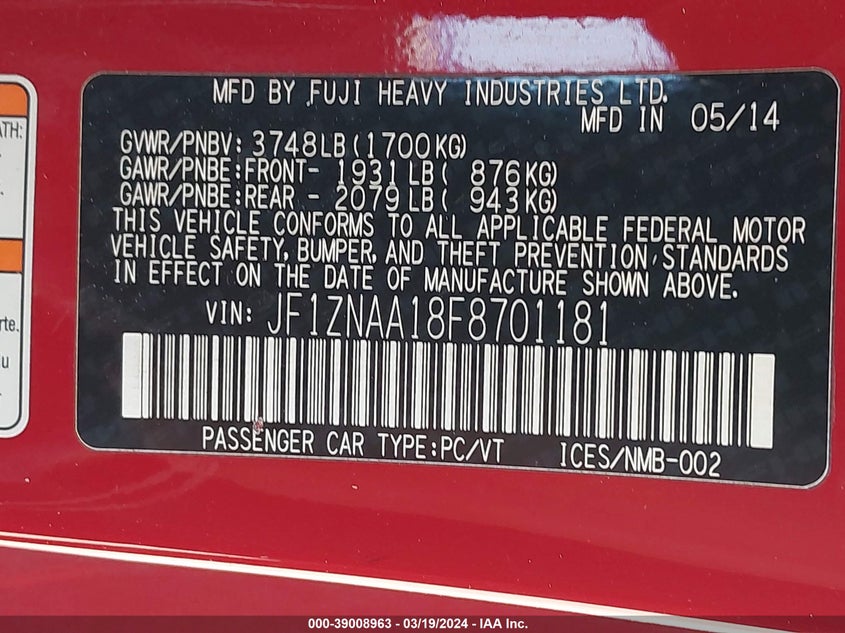 ATH:
MFD BY FUJI HEAVY INDUSTRIES LTD.
MFD IN 05/14
GVWR/PNBV: 3748LB(1700KG)
GAWR/PNBE:FRONT- 1931LB( 876KG)
GAWR/PNBE:REAR - 2079LB( 943KG)
THIS VEHICLE CONFORMS TO ALL APPLICABLE FEDERAL MOTOR
VEHICLE SAFETY, BUMPER, AND THEFT PREVENTION STANDARDS
IN EFFECT ON THE DATE OF MANUFACTURE SHOWN ABOVE.
VIN: JF1ZNAA18F8701181
rte.
u
PASSENGER CAR TYPE:PC/VT ICES/NMB-002
000-39008963 - 03/19/2024 - IAA Inc.